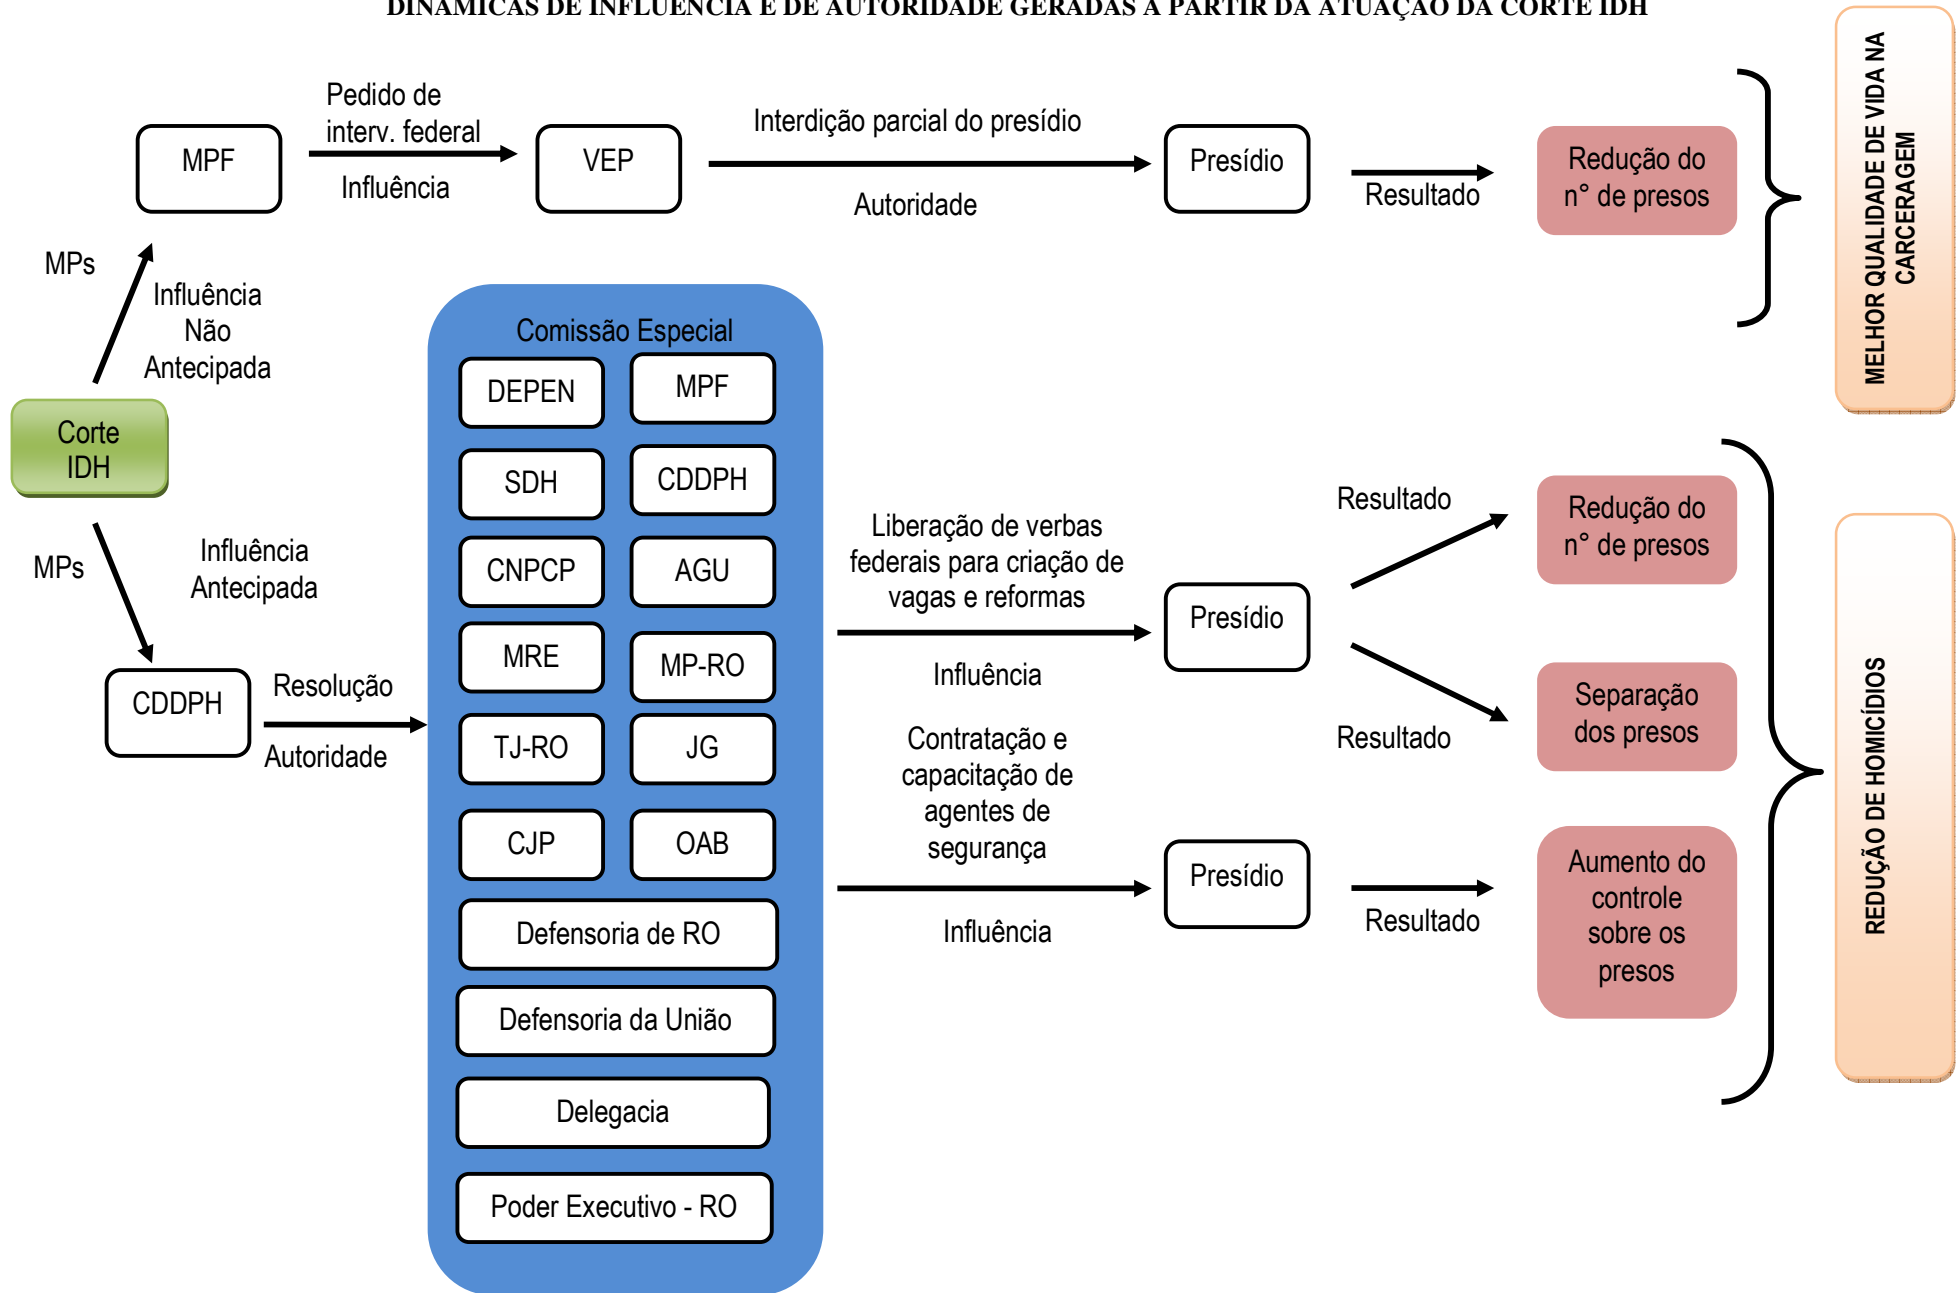 DINÂMICAS DE INFLUÊNCIA E DE AUTORIDADE GERADAS A PARTIR DA ATUAÇÃO DA CORTE IDH
MPF
Pedido de
interv. federal
Influência
VEP
Interdição parcial do presídio
Autoridade
Presídio
Resultado
Redução do
n° de presos
MELHOR QUALIDADE DE VIDA NA
CARCERAGEM
MPs
Influência
Não
Antecipada
Corte
IDH
MPs
Influência
Antecipada
CDDPH
Resolução
Autoridade
Comissão Especial
DEPEN
MPF
SDH
CDDPH
CNPCP
AGU
MRE
MP-RO
TJ-RO
JG
CJP
OAB
Defensoria de RO
Defensoria da União
Delegacia
Poder Executivo - RO
Liberação de verbas
federais para criação de
vagas e reformas
Influência
Presídio
Resultado
Redução do
n° de presos
Resultado
Separação
dos presos
Contratação e
capacitação de
agentes de
segurança
Influência
Presídio
Resultado
Aumento do
controle
sobre os
presos
REDUÇÃO DE HOMICÍDIOS